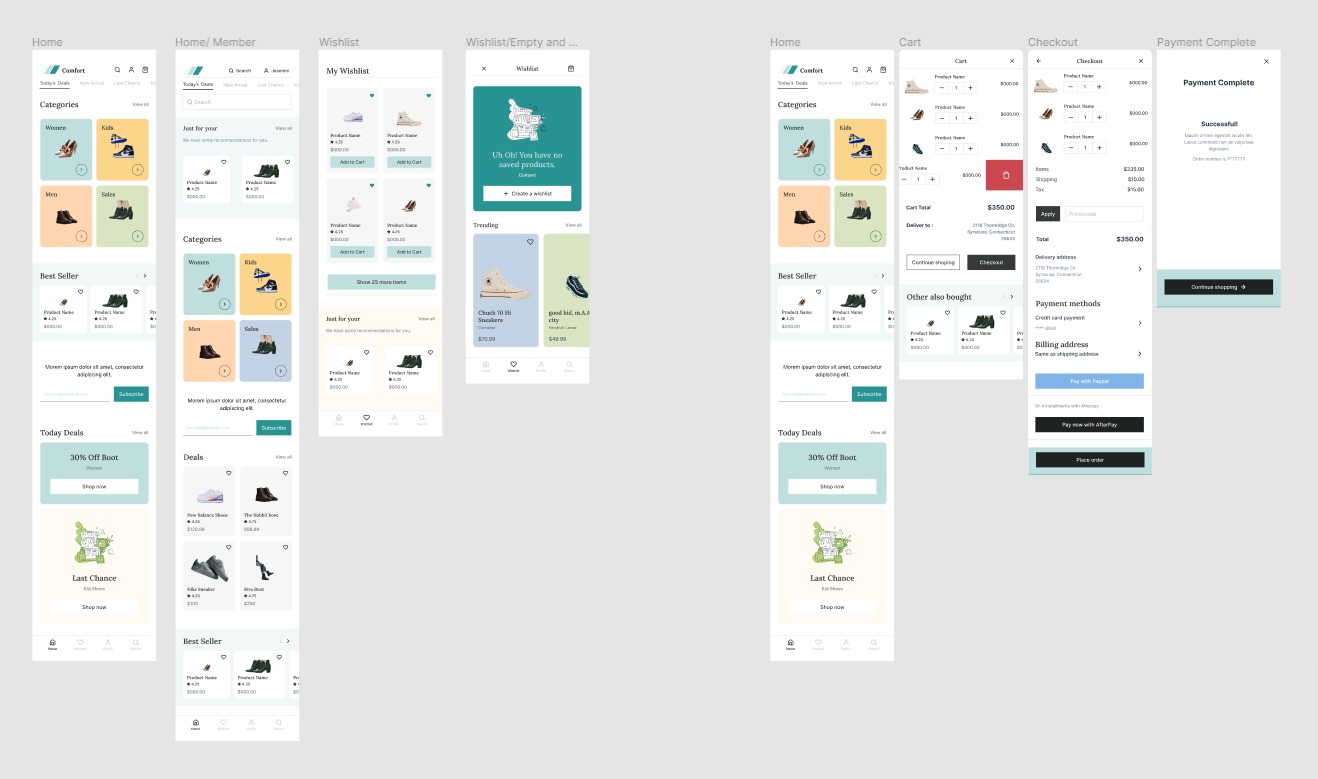 Home
Comfort
Today's Deals
New Arrival
Last Chance
Categories
View all
Women
Kids
Men
Sales
Best Seller
Product Name
4.25
$000.00
Product Name
4.25
$000.00
Morem ipsum dolor sit amet, consectetur
adipiscing elit.
Subscribe
Today Deals
View all
30% Off Boot
Women
Shop now
Last Chance
Kid Shoes
Shop now
Home
Wishlist
Profile
Search
Home/ Member
Search
Jasmine
Today's Deals
New Arrival
Last Chance
Search
Just for your
View all
We have some recommendations for you.
Product Name
4.25
$000.00
Product Name
4.25
$000.00
Categories
View all
Women
Kids
Men
Sales
Morem ipsum dolor sit amet, consectetur
adipiscing elit.
Subscribe
Deals
View all
New Balance Shoes
4.25
The Hobbit boot
4.75
Nike Sneaker
4.25
$100
Riva Boot
4.75
Best Seller
Product Name
4.25
$000.00
Product Name
4.25
$000.00
Home
Wishlist
Profile
Search
Wishlist
My Wishlist
Product Name
4.25
$000.00
Add to Cart
Product Name
4.25
$000.00
Add to Cart
Product Name
4.25
$000.00
Add to Cart
Product Name
4.25
$000.00
Add to Cart
Show 25 more items
Just for your
View all
We have some recommendations for you.
Product Name
4.25
$000.00
Product Name
4.25
$000.00
Home
Wishlist
Profile
Search
Wishlist/Empty and ...
Wishlist
Uh Oh! You have no
saved products.
Content
+ Create a wishlist
Trending
View all
Chuck 70 Hi
Sneakers
Converse
$70.99
good kid, m.A.A
city
Kendrick Lamar
$49.99
Home
Wishlist
Profile
Search
Home
Comfort
Today's Deals
New Arrival
Last Chance
Categories
View all
Women
Kids
Men
Sales
Best Seller
Product Name
4.25
$000.00
Product Name
4.25
$000.00
Morem ipsum dolor sit amet, consectetur
adipiscing elit.
Subscribe
Today Deals
View all
30% Off Boot
Women
Shop now
Last Chance
Kid Shoes
Shop now
Home
Wishlist
Profile
Search
Cart
Cart
Product Name
1
$000.00
Product Name
1
$000.00
Product Name
1
$000.00
roduct Name
1
$000.00
Cart Total
$350.00
Deliver to :
2118 Thornridge Cir.
Syracuse, Connecticut
35624
Continue shoping
Checkout
Other also bought
Product Name
4.25
$000.00
Product Name
4.25
$000.00
Checkout
Checkout
Product Name
1
$000.00
Product Name
1
$000.00
Product Name
1
$000.00
Items
$335.00
Shipping
$10.00
Tax
$15.00
Apply
Promocode
Total
$350.00
Delivery address
2118 Thornridge Cir.
Syracuse, Connecticut
35624
Payment methods
Credit card payment
Billing address
Same as shipping address
Pay with Paypal
Or 4 installments with Afterpay
Pay now with AfterPay
Place order
Payment Complete
Payment Complete
Successful!
Order number is
Continue shopping